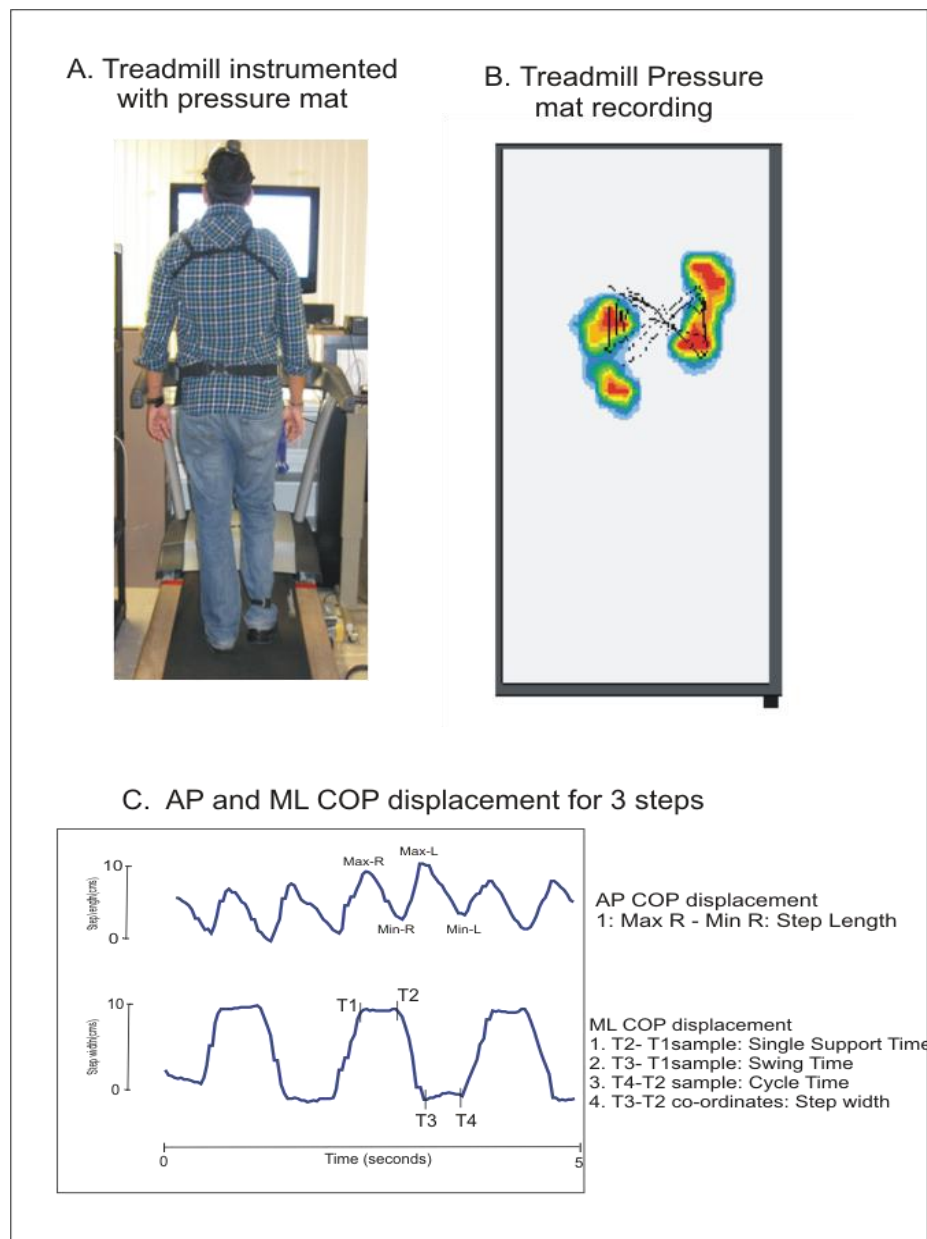 A. Treadmill instrumented
with pressure mat
B. Treadmill Pressure
mat recording
C. AP and ML COP displacement for 3 steps
Step length(cms)
10
0
Max-R
Max-L
Min-R
Min-L
AP COP displacement
1: Max R - Min R: Step Length
Step width(cms)
10
0
T1
T2
T3
T4
ML COP displacement
1. T2- T1sample: Single Support Time
2. T3- T1sample: Swing Time
3. T4-T2 sample: Cycle Time
4. T3-T2 co-ordinates: Step width
0
Time (seconds)
5